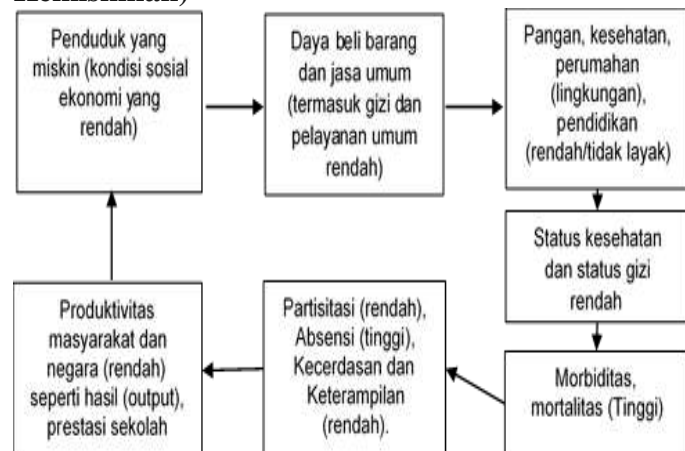 Penduduk yang
miskin (kondisi sosial
ekonomi yang
rendah)
Daya beli barang
dan jasa umum
(termasuk gizi dan
pelayanan umum
rendah)
Pangan, kesehatan,
perumahan
(lingkungan),
pendidikan
(rendah/tidak layak)
Status kesehatan
dan status gizi
rendah
Morbiditas,
mortalitas (Tinggi)
Partisitasi (rendah),
Absensi (tinggi),
Kecerdasan dan
Keterampilan
(rendah).
Produktivitas
masyarakat dan
negara (rendah)
seperti hasil (output),
prestasi sekolah